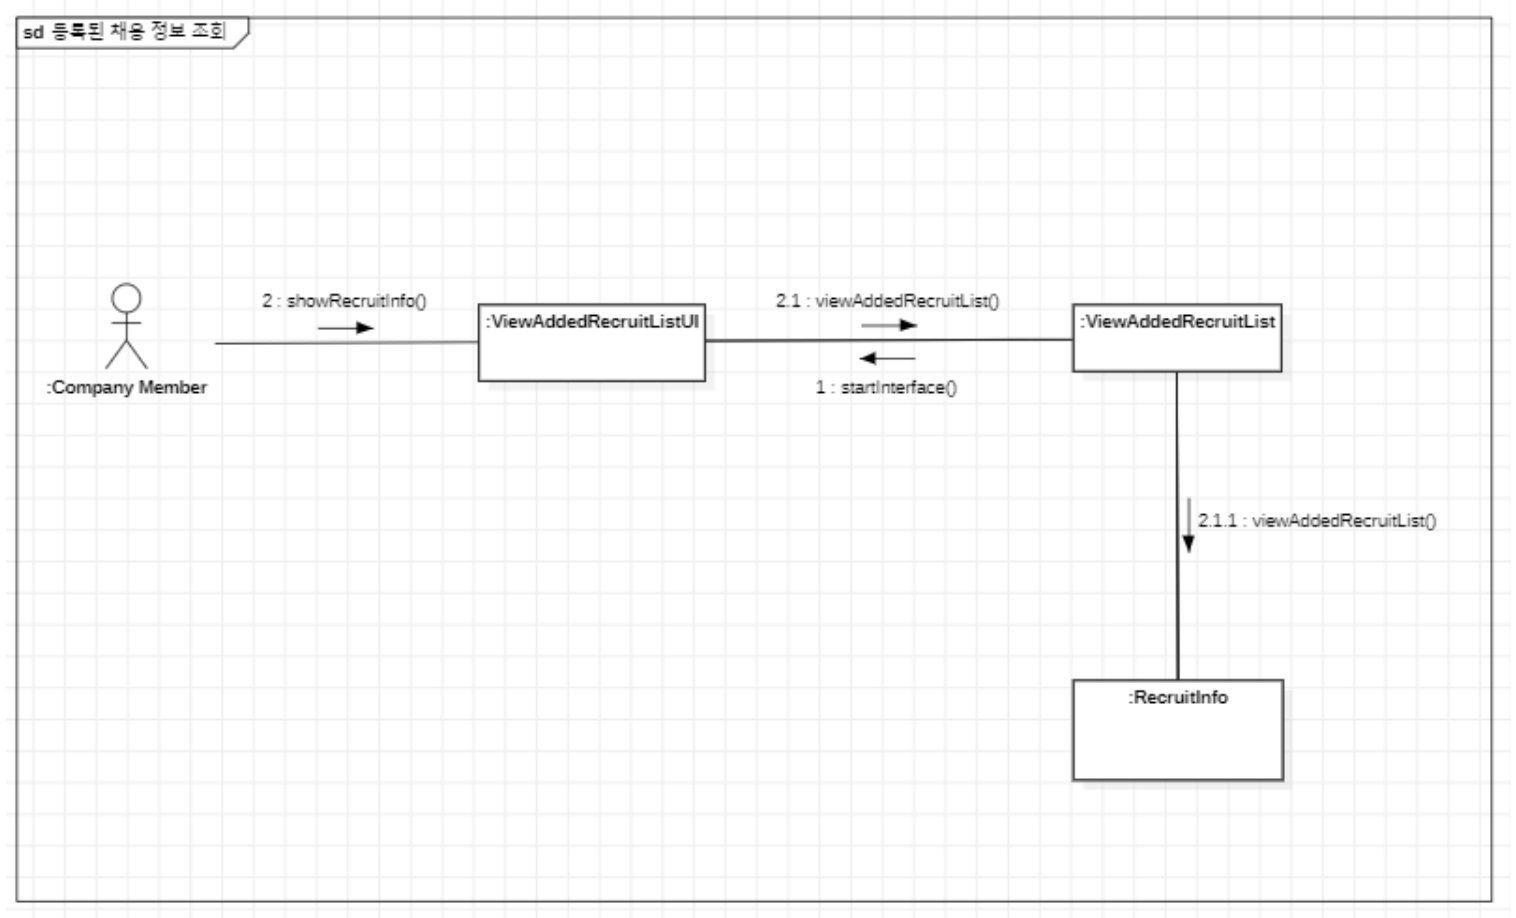 sd 등록된 채용 정보 조회
2 : showRecruitInfo()
2.1 : viewAddedRecruitList()
:ViewAddedRecruitListUI
:ViewAddedRecruitList
:Company Member
1 : startInterface()
2.1.1 : viewAddedRecruitList()
:RecruitInfo